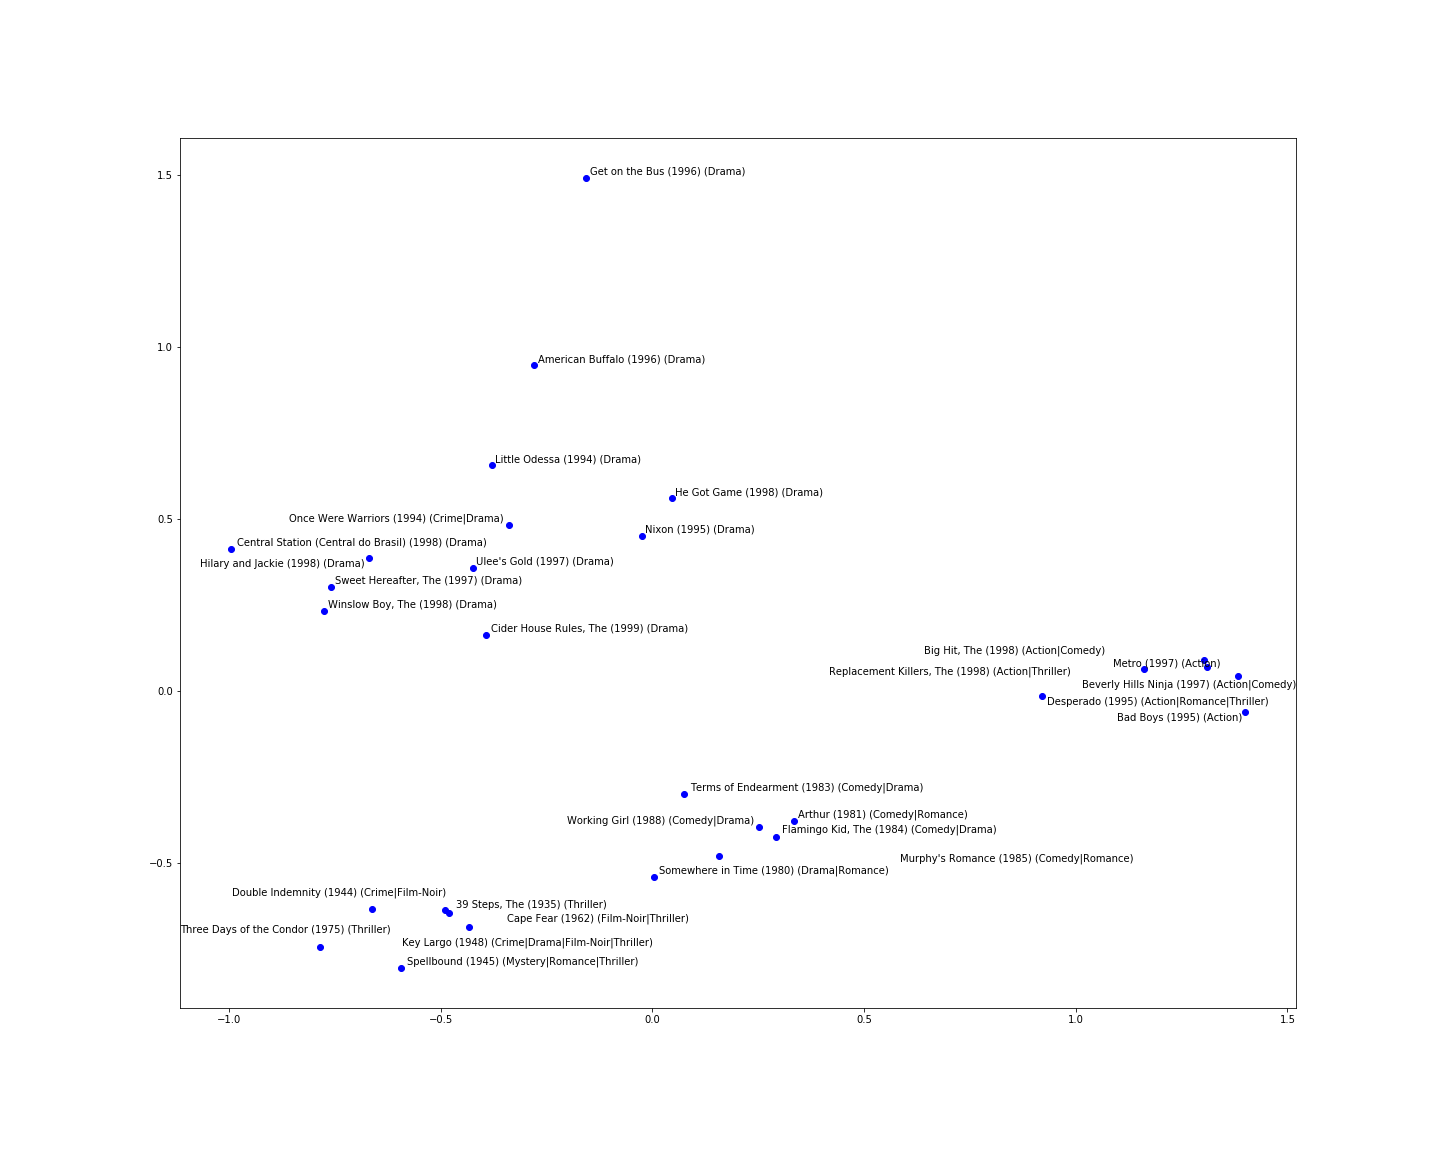 1.5
Get on the Bus (1996) (Drama)
1.0
American Buffalo (1996) (Drama)
Little Odessa (1994) (Drama)
He Got Game (1998) (Drama)
0.5
Once Were Warriors (1994) (Crime|Drama)
Nixon (1995) (Drama)
Central Station (Central do Brasil) (1998) (Drama)
Hilary and Jackie (1998) (Drama)
Ulee's Gold (1997) (Drama)
Sweet Hereafter, The (1997) (Drama)
Winslow Boy, The (1998) (Drama)
Cider House Rules, The (1999) (Drama)
Big Hit, The (1998) (Action|Comedy)
Metro (1997) (Action)
Replacement Killers, The (1998) (Action|Thriller)
0.0
Beverly Hills Ninja (1997) (Action|Comedy)
Desperado (1995) (Action|Romance|Thriller)
Bad Boys (1995) (Action)
Terms of Endearment (1983) (Comedy|Drama)
Arthur (1981) (Comedy|Romance)
Working Girl (1988) (Comedy|Drama)
Flamingo Kid, The (1984) (Comedy|Drama)
−0.5
Murphy's Romance (1985) (Comedy|Romance)
Somewhere in Time (1980) (Drama|Romance)
Double Indemnity (1944) (Crime|Film-Noir)
39 Steps, The (1935) (Thriller)
Cape Fear (1962) (Film-Noir|Thriller)
Three Days of the Condor (1975) (Thriller)
Key Largo (1948) (Crime|Drama|Film-Noir|Thriller)
Spellbound (1945) (Mystery|Romance|Thriller)
−1.0 −0.5 0.0 0.5 1.0 1.5